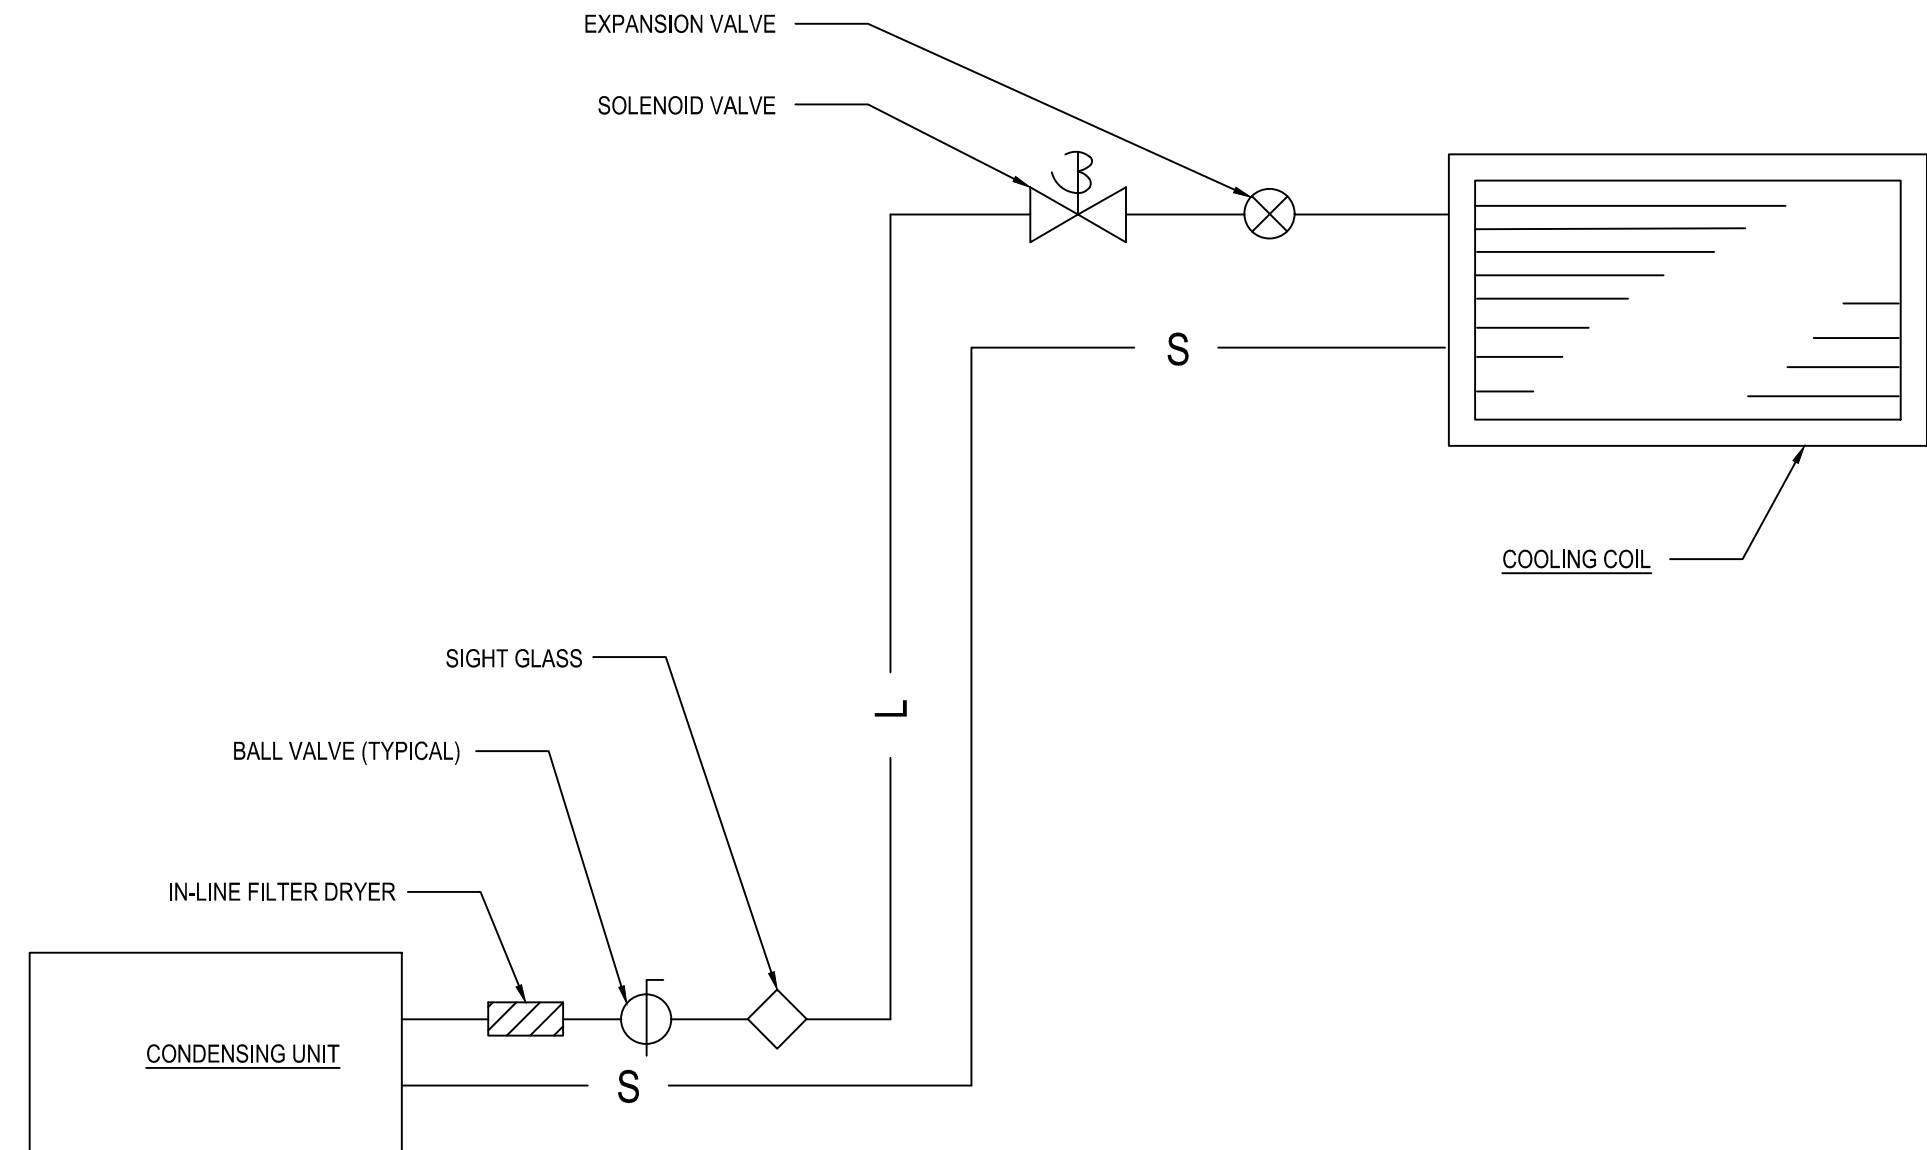 EXPANSION VALVE
SOLENOID VALVE
S
COOLING COIL
SIGHT GLASS
L
BALL VALVE (TYPICAL)
IN-LINE FILTER DRYER
CONDENSING UNIT
S